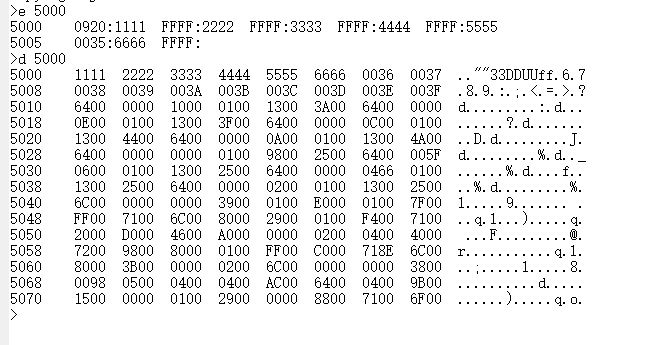 >e 5000
5000 0920:1111 FFFF:2222 FFFF:3333 FFFF:4444 FFFF:5555
5005 0035:6666 FFFF:
>d 5000
5000 1111 2222 3333 4444 5555 6666 0036 0037 ..""33DDUUff.6.7
5008 0038 0039 003A 003B 003C 003D 003E 003F .8.9.:.;.<.=.>.?
5010 6400 0000 1000 0100 1300 3A00 6400 0000 d.........:.d...
5018 0E00 0100 1300 3F00 6400 0000 0C00 0100 ......?.d.......
5020 1300 4400 6400 0000 0A00 0100 1300 4A00 ..D.d.........J.
5028 6400 0000 0000 0100 9800 2500 6400 005F d.........%.d.._
5030 0600 0100 1300 2500 6400 0000 0466 0100 ......%.d....f..
5038 1300 2500 6400 0000 0200 0100 1300 2500 ..%.d.........%.
5040 6C00 0000 0000 3900 0100 E000 0100 7F00 l.....9....... .
5048 FF00 7100 6C00 8000 2900 0100 F400 7100 ..q.l...).....q.
5050 2000 D000 4600 A000 0000 0200 0400 4000  ...F.........@.
5058 7200 9800 8000 0100 FF00 C000 718E 6C00 r...........q.l.
5060 8000 3B00 0000 0200 6C00 0000 0000 3800 ..;.....l.....8.
5068 0098 0500 0400 0400 AC00 6400 0400 9B00 ..........d.....
5070 1500 0000 0100 2900 0000 8800 7100 6F00 ......).....q.o.
>